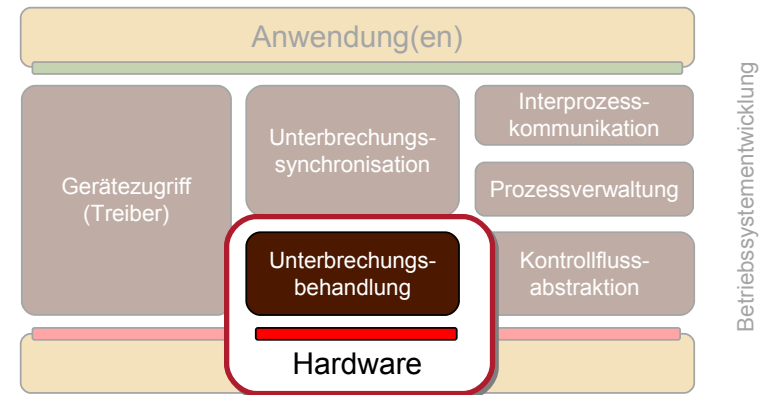 Anwendung(en)
Interprozess-
kommunikation
Unterbrechungs-
synchronisation
Gerätezugriff
(Treiber)
Prozessverwaltung
Unterbrechungs-
behandlung
Kontrollfluss-
abstraktion
Hardware
Betriebssystementwicklung